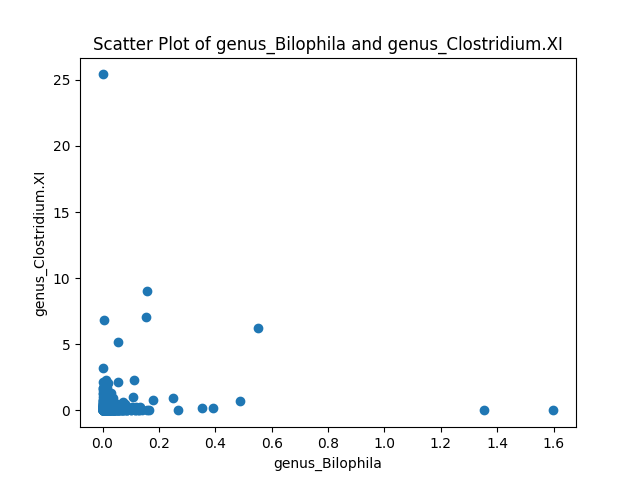 Scatter Plot of genus_Bilophila and genus_Clostridium.XI
25
20
15
10
5
0
genus_Clostridium.XI
0.0 0.2 0.4 0.6 0.8 1.0 1.2 1.4 1.6
genus_Bilophila